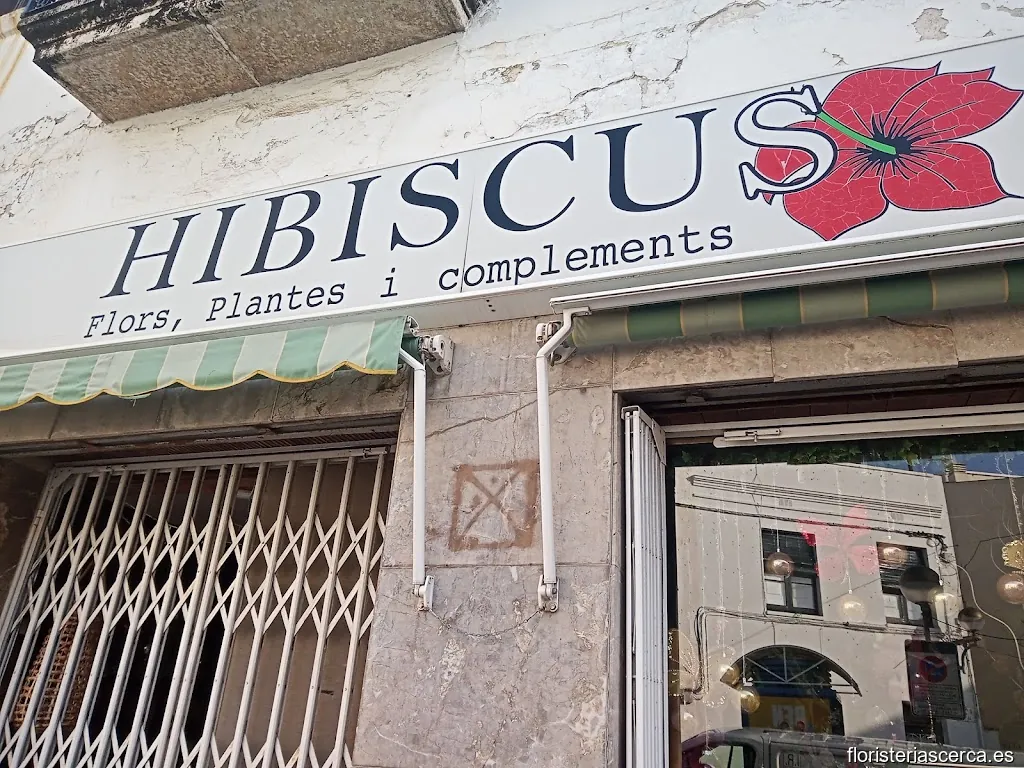 HIBISCUS
Flors, Plantes i complements
floristeriascerca.es